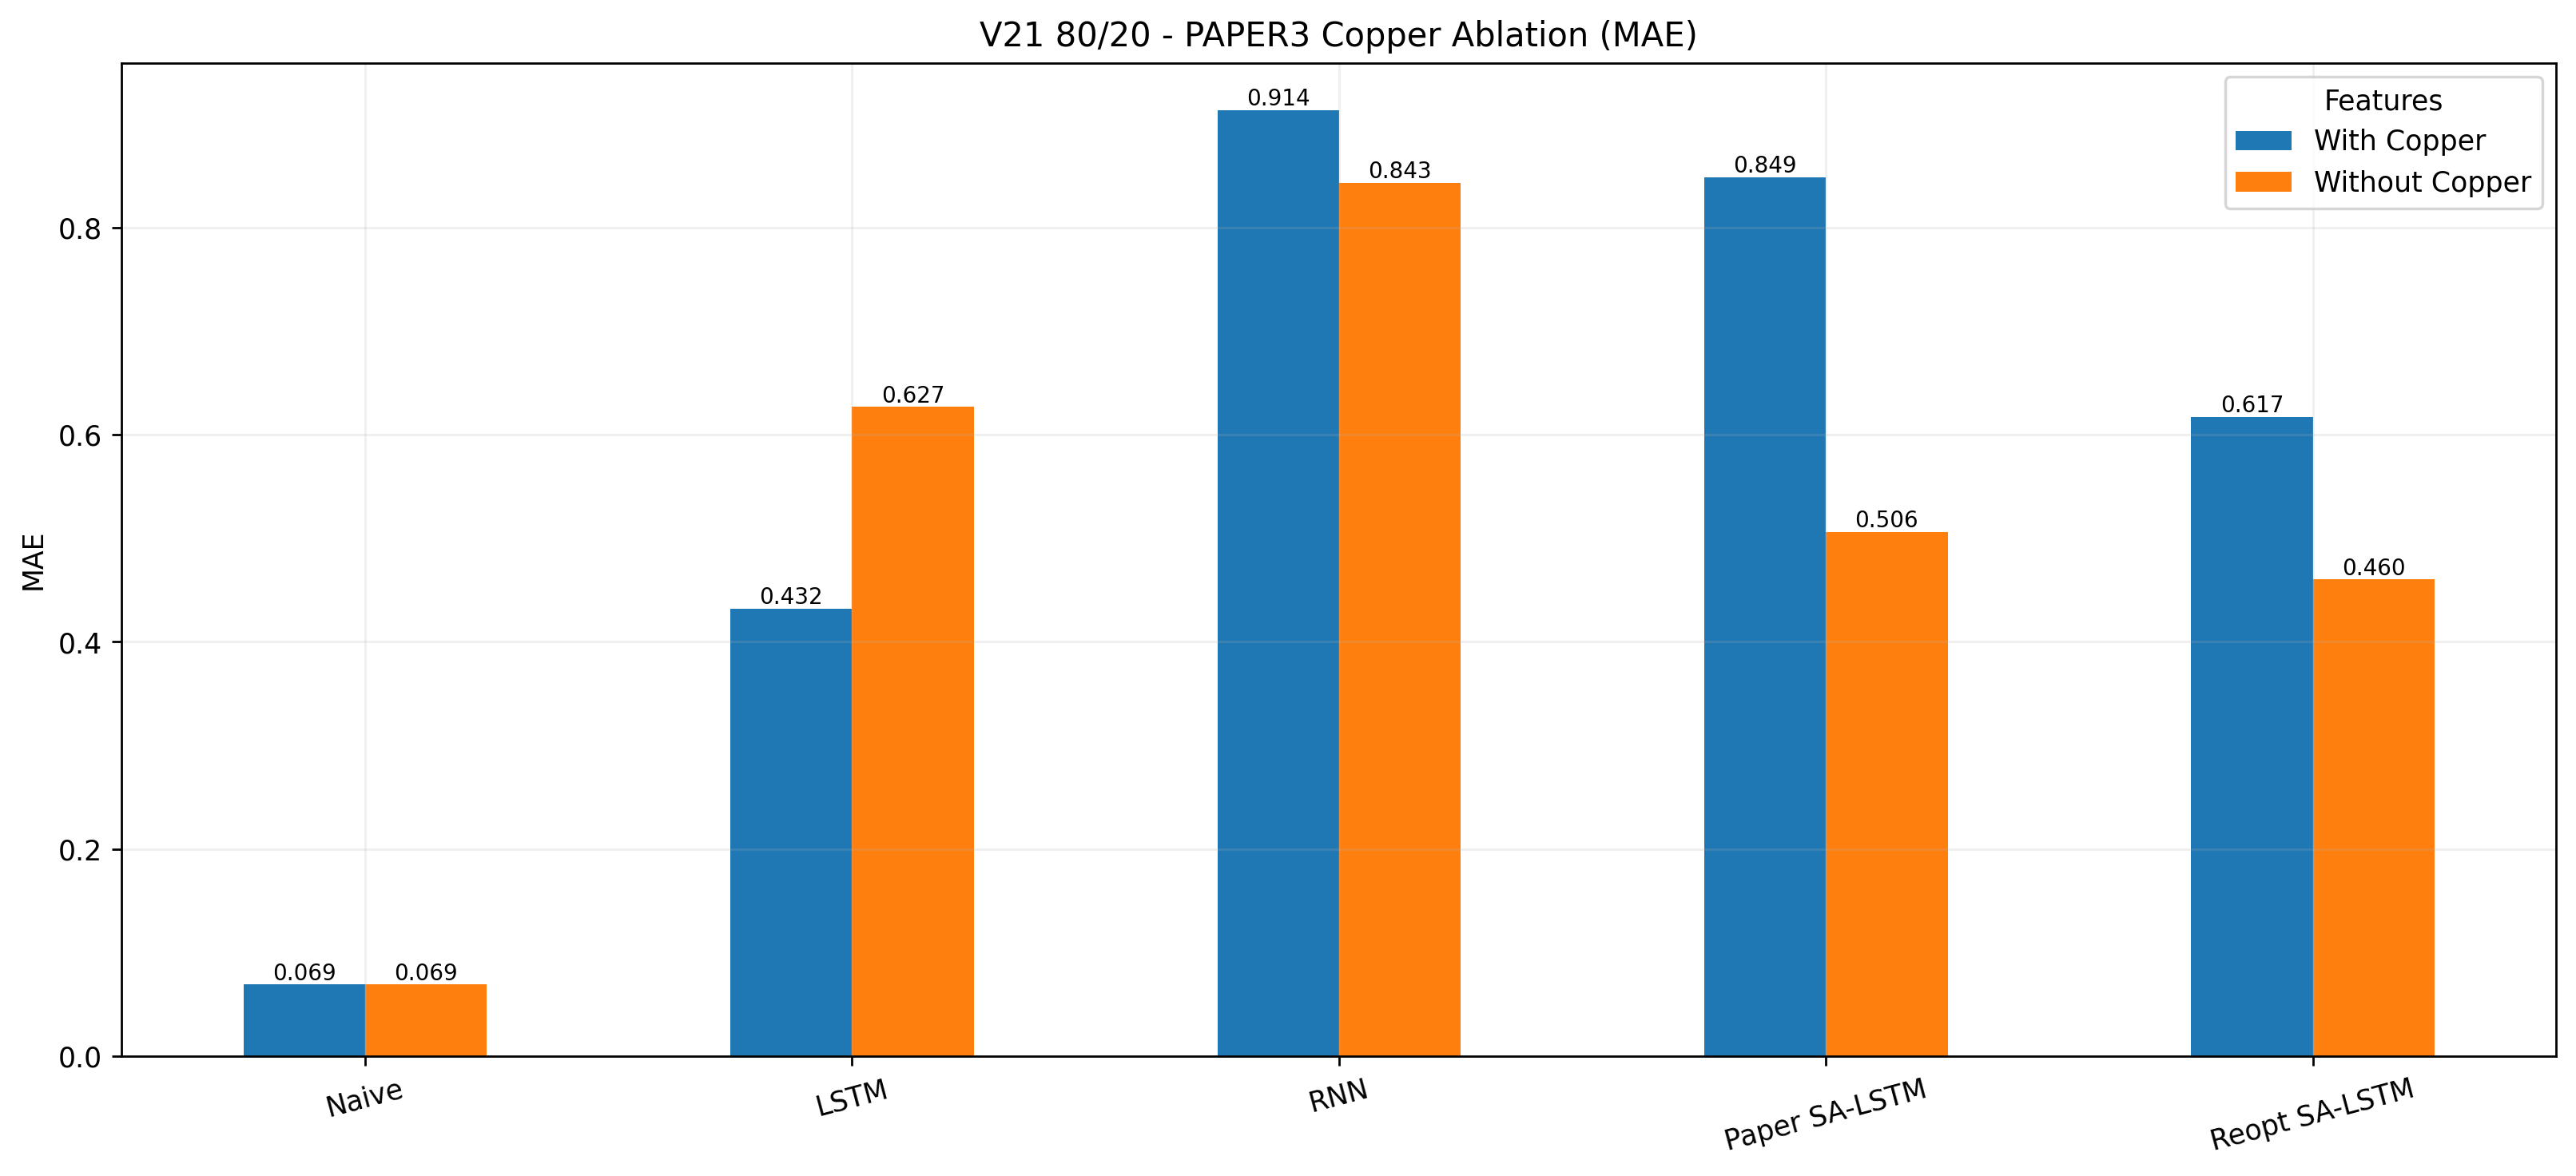 V21 80/20 - PAPER3 Copper Ablation (MAE)
Features
With Copper
Without Copper
MAE
0.8
0.6
0.4
0.2
0.0
0.069
0.069
0.432
0.627
0.914
0.843
0.849
0.506
0.617
0.460
Naive
LSTM
RNN
Paper SA-LSTM
Reopt SA-LSTM